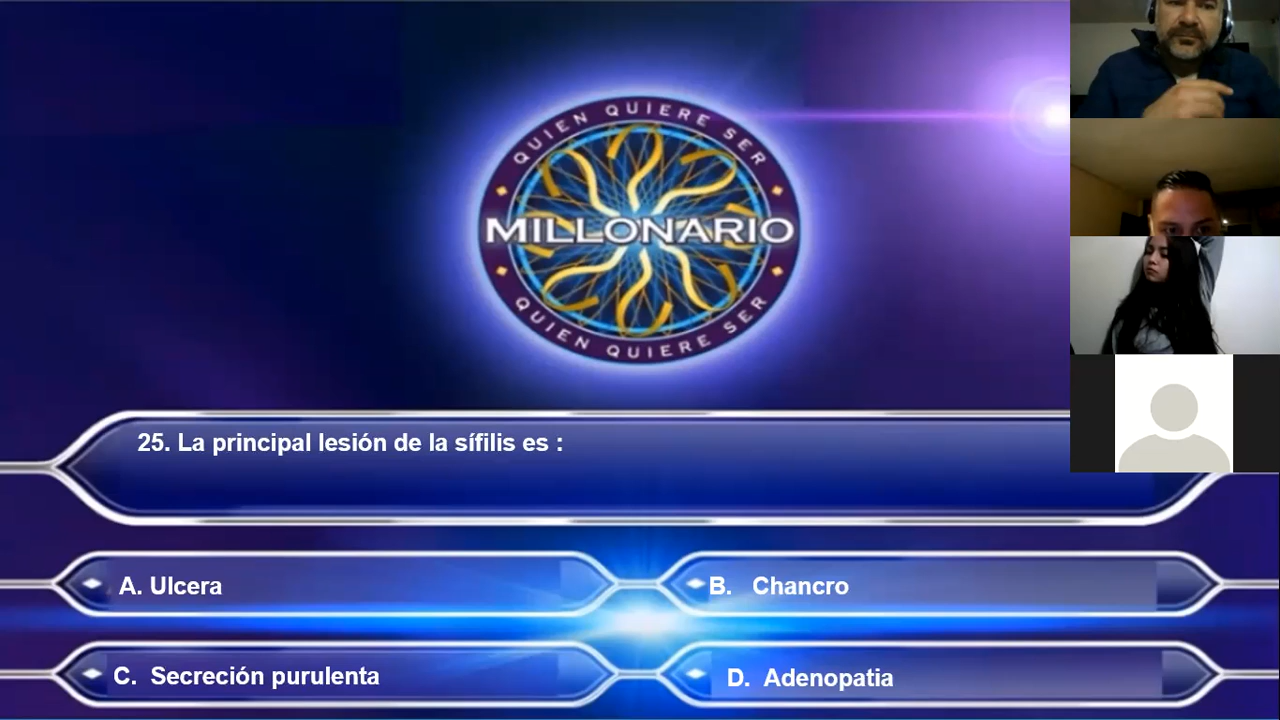 QUIEN QUIERE SER
MILLONARIO
QUIEN QUIERE SER
25. La principal lesión de la sífilis es :
A. Ulcera
B. Chancro
C. Secreción purulenta
D. Adenopatia